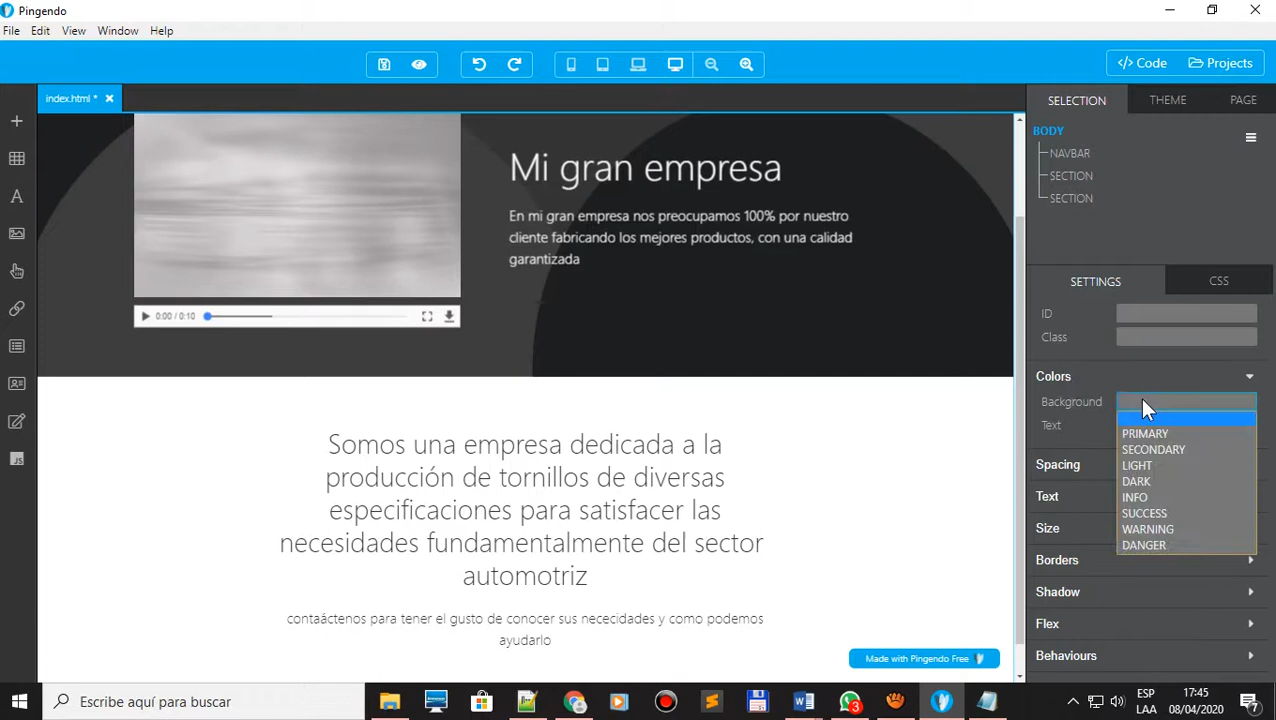 Pingendo
File Edit View Window Help
</> Code Projects
index.html *
SELECTION THEME PAGE
BODY
NAVBAR
SECTION
SECTION
Mi gran empresa
En mi gran empresa nos preocupamos 100% por nuestro
cliente fabricando los mejores productos, con una calidad
garantizada
0:00 / 0:10
SETTINGS CSS
ID
Class
Colors
Background
Text
PRIMARY
SECONDARY
LIGHT
DARK
INFO
SUCCESS
WARNING
DANGER
Spacing
Text
Size
Borders
Shadow
Flex
Behaviours
Somos una empresa dedicada a la
producción de tornillos de diversas
especificaciones para satisfacer las
necesidades fundamentalmente del sector
automotriz
contaáctenos para tener el gusto de conocer sus nececidades y como podemos
ayudarlo
Made with Pingendo Free
Escribe aquí para buscar
3
ESP
LAA
17:45
08/04/2020
7